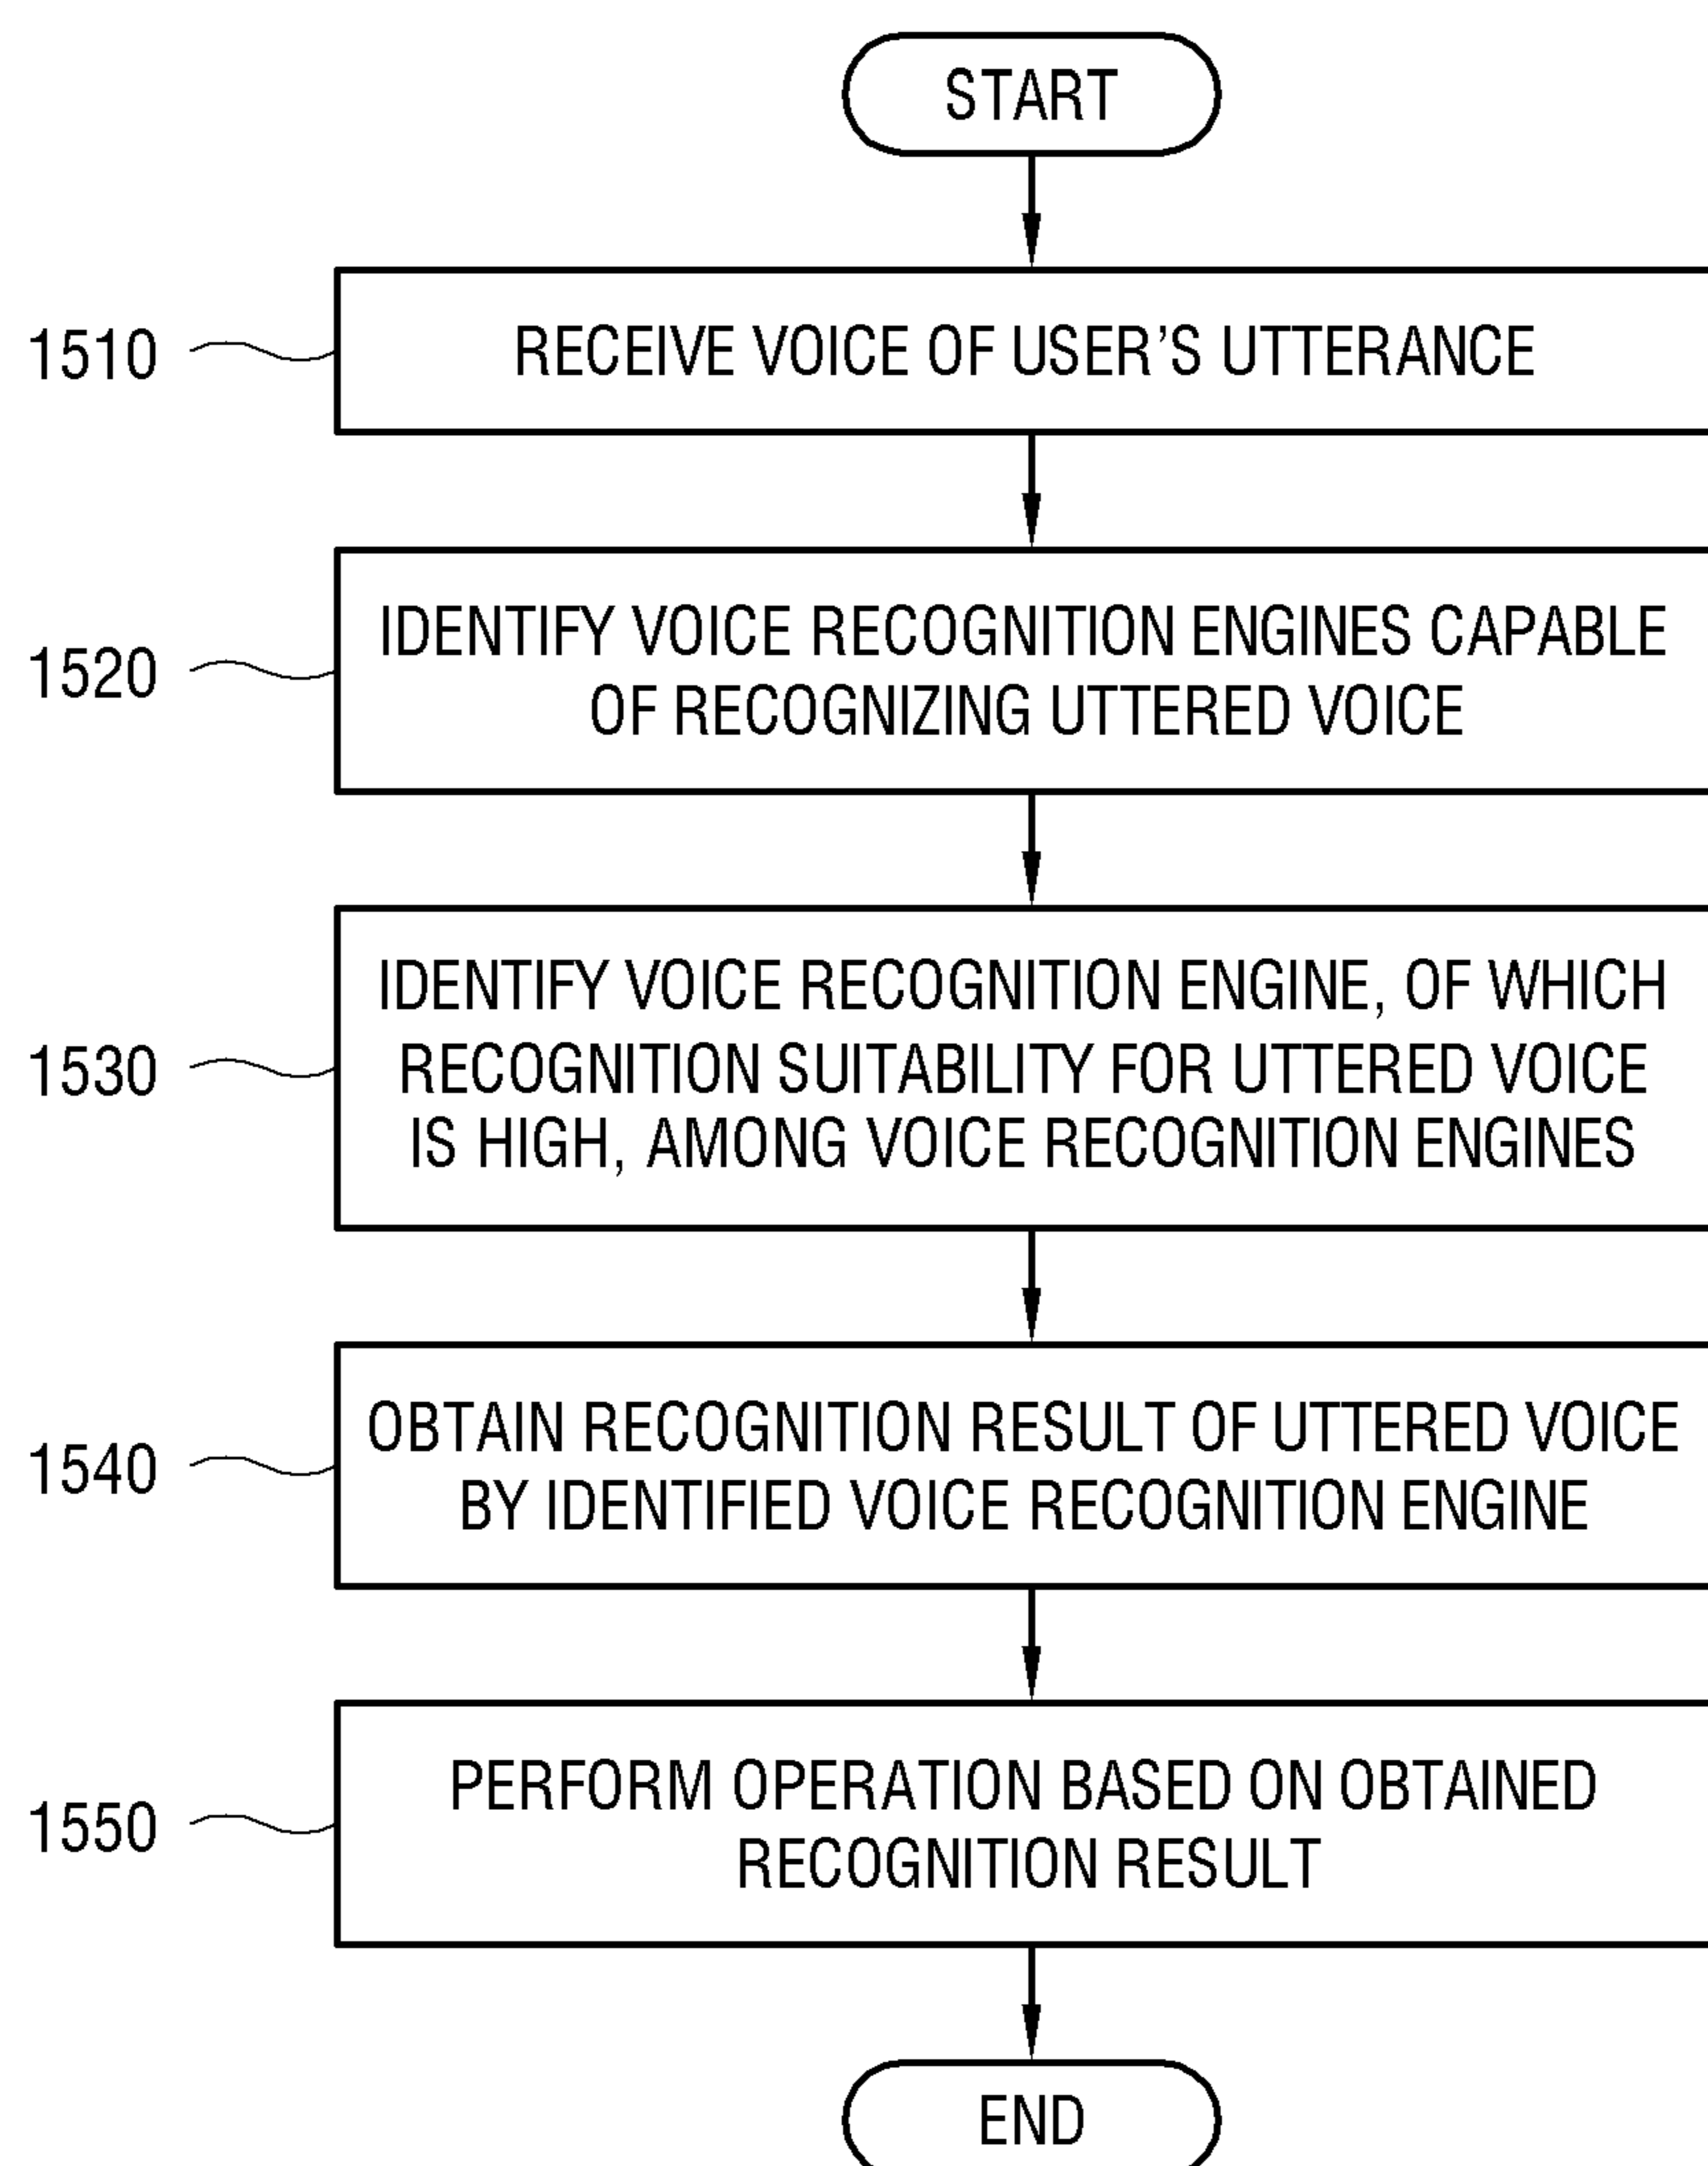 START
1510
RECEIVE VOICE OF USER'S UTTERANCE
1520
IDENTIFY VOICE RECOGNITION ENGINES CAPABLE
OF RECOGNIZING UTTERED VOICE
1530
IDENTIFY VOICE RECOGNITION ENGINE, OF WHICH
RECOGNITION SUITABILITY FOR UTTERED VOICE
IS HIGH, AMONG VOICE RECOGNITION ENGINES
1540
OBTAIN RECOGNITION RESULT OF UTTERED VOICE
BY IDENTIFIED VOICE RECOGNITION ENGINE
1550
PERFORM OPERATION BASED ON OBTAINED
RECOGNITION RESULT
END